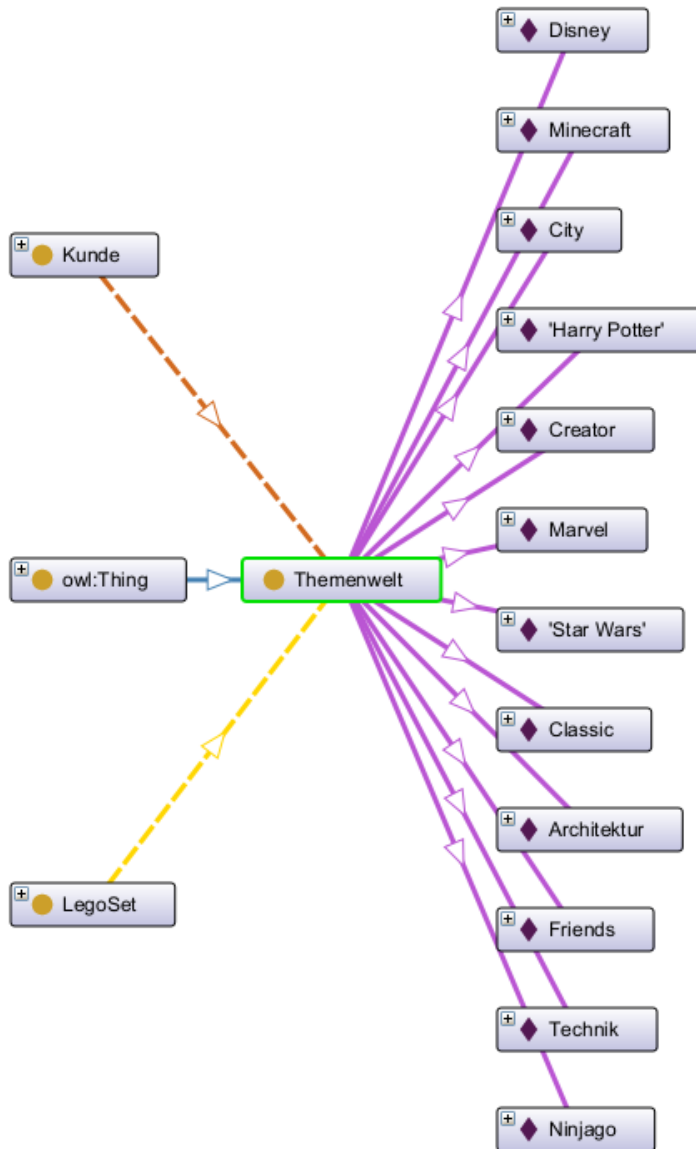 Disney
Minecraft
City
Kunde
'Harry Potter'
Creator
Marvel
owl:Thing
Themenwelt
'Star Wars'
Classic
Architektur
LegoSet
Friends
Technik
Ninjago